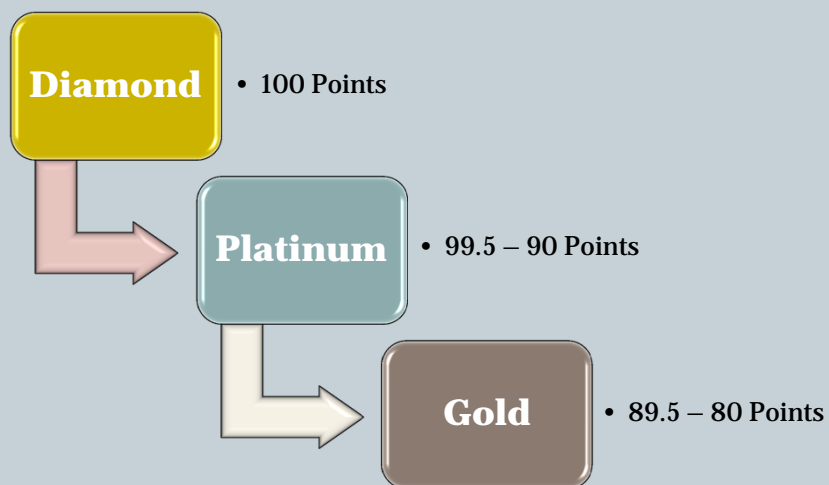 Diamond
• 100 Points
Platinum
• 99.5 – 90 Points
Gold
• 89.5 – 80 Points